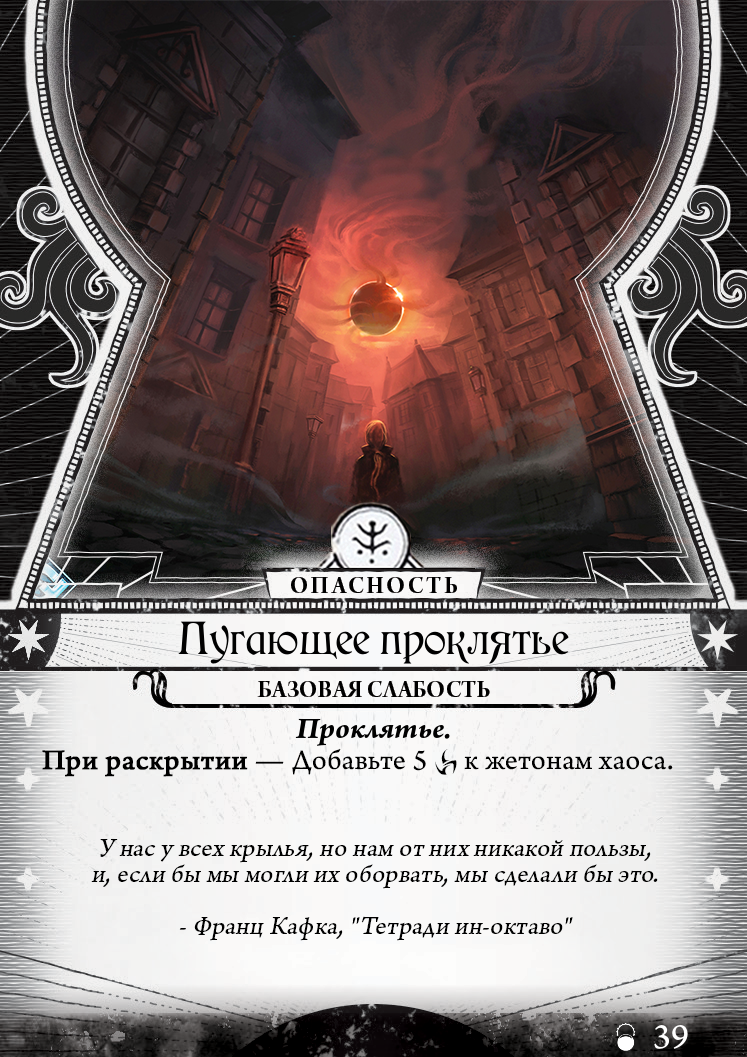 ОПАСНОСТЬ
Пугающее проклятье
БАЗОВАЯ СЛАБОСТЬ
Проклятье.
При раскрытии — Добавьте 5 к жетонам хаоса.
У нас у всех крылья, но нам от них никакой пользы,
и, если бы мы могли их оборвать, мы сделали бы это.
- Франц Кафка, "Тетради ин-октаво"
39